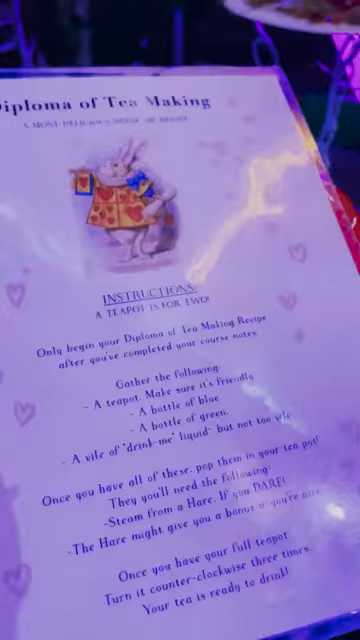 Diploma of Tea Making
A MOST DELICIOUS
INSTRUCTIONS:
A TEAPOT IS FOR TWO!
Only begin your Diploma of Tea Making Recipe
after you've completed your course notes.
Gather the following:
- A teapot. Make sure it's friendly.
- A bottle of blue.
- A bottle of green.
- A vile of "drink-me" liquid" but not too vile
Once you have all of these, pop them in your tea pot!
They you'll need the following:
-Steam from a Hare. If you DARE!
-The Hare might give you a bonus if you're nice
Once you have your full teapot
Turn it counter-clockwise three times.
Your tea is ready to drink!